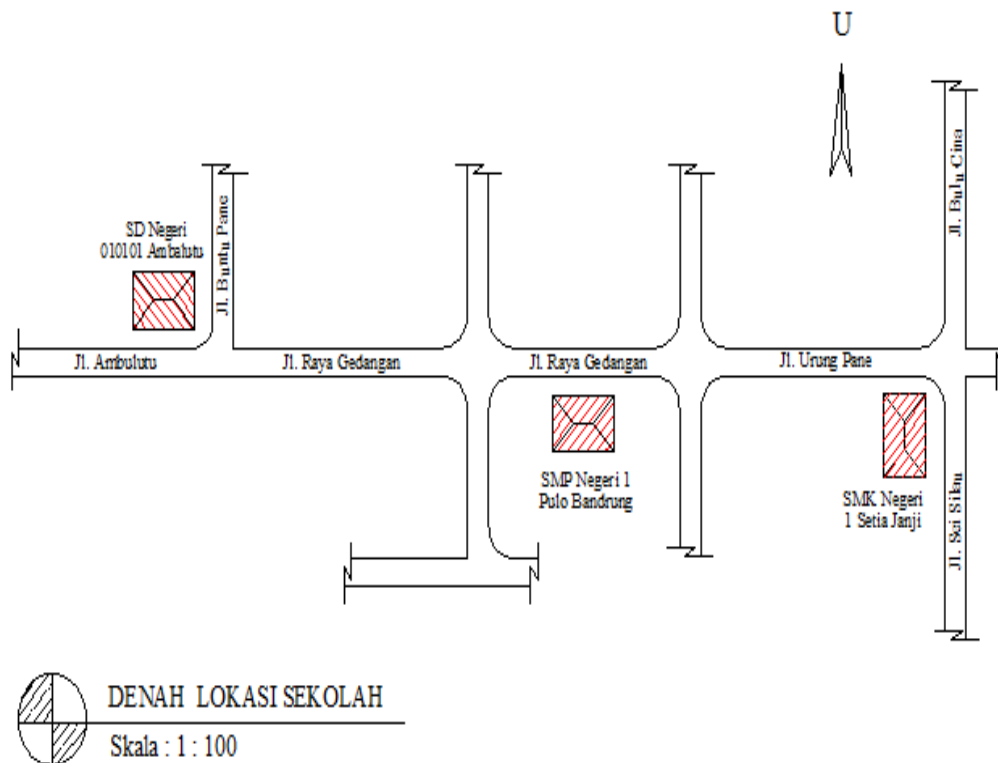 U
Jl. Bulu Cina
SD Negeri
010101 Ambalutu
Jl. Buntu Pane
Jl. Ambulutu
Jl. Raya Gedangan
Jl. Raya Gedangan
Jl. Urung Pane
SMP Negeri 1
Pulo Bandrung
SMK Negeri
1 Setia Janji
Jl. Sei Silau
DENAH LOKASI SEKOLAH
Skala : 1 : 100